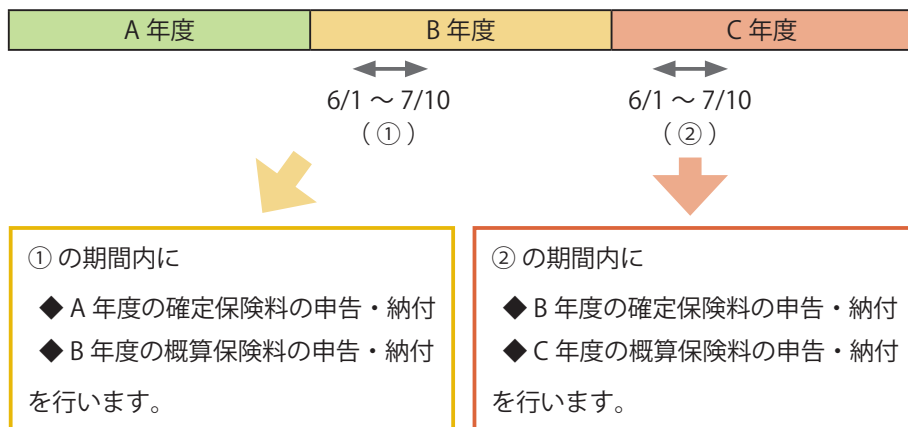 A 年度
B 年度
C 年度
6/1 ～ 7/10
（ ① ）
6/1 ～ 7/10
（ ② ）
① の期間内に
◆ A 年度の確定保険料の申告・納付
◆ B 年度の概算保険料の申告・納付
を行います。
② の期間内に
◆ B 年度の確定保険料の申告・納付
◆ C 年度の概算保険料の申告・納付
を行います。